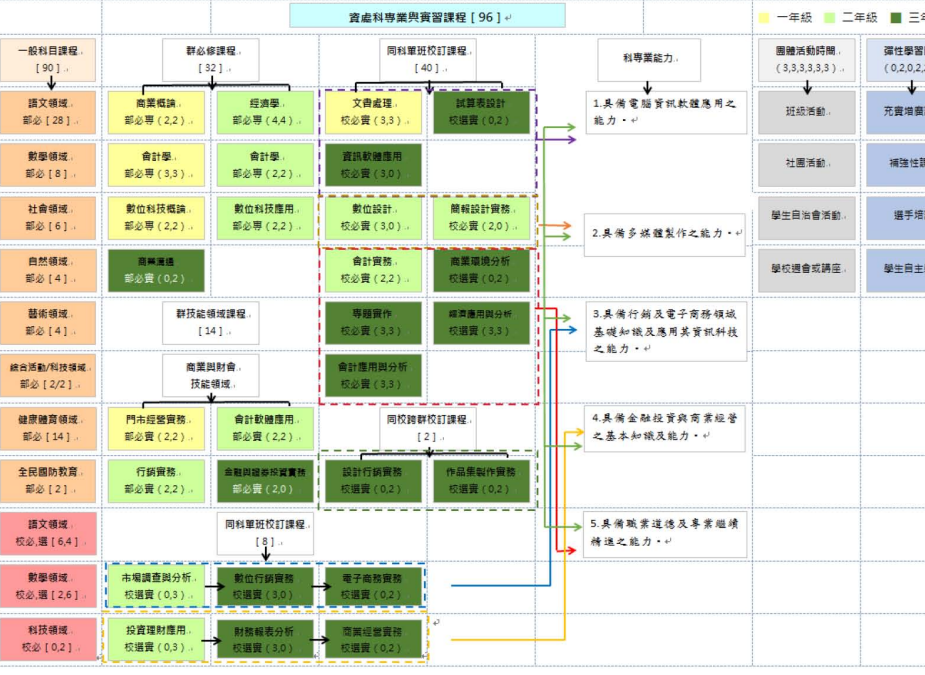 資處科專業與實習課程 [ 96 ]
一年級
二年級
三年
一般科目課程
[ 90 ]
群必修課程
[ 32 ]
同科單班校訂課程
[ 40 ]
科專業能力
團體活動時間
( 3,3,3,3,3,3 )
彈性學習
( 0,2,0,2,
語文領域
部必 [ 28 ]
商業概論
部必專 ( 2,2 )
經濟學
部必專 ( 4,4 )
文書處理
校必實 ( 3,3 )
試算表設計
校選實 ( 0,2 )
1.具備電腦資訊軟體應用之
能力。
班級活動
充實增廣
數學領域
部必 [ 8 ]
會計學
部必專 ( 3,3 )
會計學
部必專 ( 2,2 )
資訊軟體應用
校必實 ( 3,0 )
社團活動
補強性
社會領域
部必 [ 6 ]
數位科技概論
部必專 ( 2,2 )
數位科技應用
部必專 ( 2,2 )
數位設計
校必實 ( 3,0 )
簡報設計實務
校必實 ( 2,0 )
2.具備多媒體製作之能力。
學生自治會活動
選手培
自然領域
部必 [ 4 ]
商業溝通
部必實 ( 0,2 )
會計實務
校必實 ( 2,2 )
商業環境分析
校選實 ( 0,2 )
學校週會或講座
學生自主
藝術領域
部必 [ 4 ]
群技能領域課程
[ 14 ]
專題實作
校必實 ( 3,3 )
經濟應用與分析
校選實 ( 3,3 )
3.具備行銷及電子商務領域
基礎知識及應用其資訊科技
之能力。
綜合活動/科技領域
部必 [ 2/2 ]
商業與財會
技能領域
會計應用與分析
校必實 ( 3,3 )
健康體育領域
部必 [ 14 ]
門市經營實務
部必實 ( 2,2 )
會計軟體應用
部必實 ( 2,2 )
同校跨群校訂課程
[ 2 ]
4.具備金融投資與商業經營
之基本知識及能力。
全民國防教育
部必 [ 2 ]
行銷實務
部必實 ( 2,2 )
金融與證券投資實務
部必實 ( 2,0 )
設計行銷實務
校選實 ( 0,2 )
作品集製作實務
校選實 ( 0,2 )
語文領域
校必,選 [ 6,4 ]
同科單班校訂課程
[ 8 ]
5.具備職業道德及專業繼續
精進之能力。
數學領域
校必,選 [ 2,6 ]
市場調查與分析
校選實 ( 0,3 )
數位行銷實務
校選實 ( 3,0 )
電子商務實務
校選實 ( 0,2 )
科技領域
校必 [ 0,2 ]
投資理財應用
校選實 ( 0,3 )
財務報表分析
校選實 ( 3,0 )
商業經營實務
校選實 ( 0,2 )